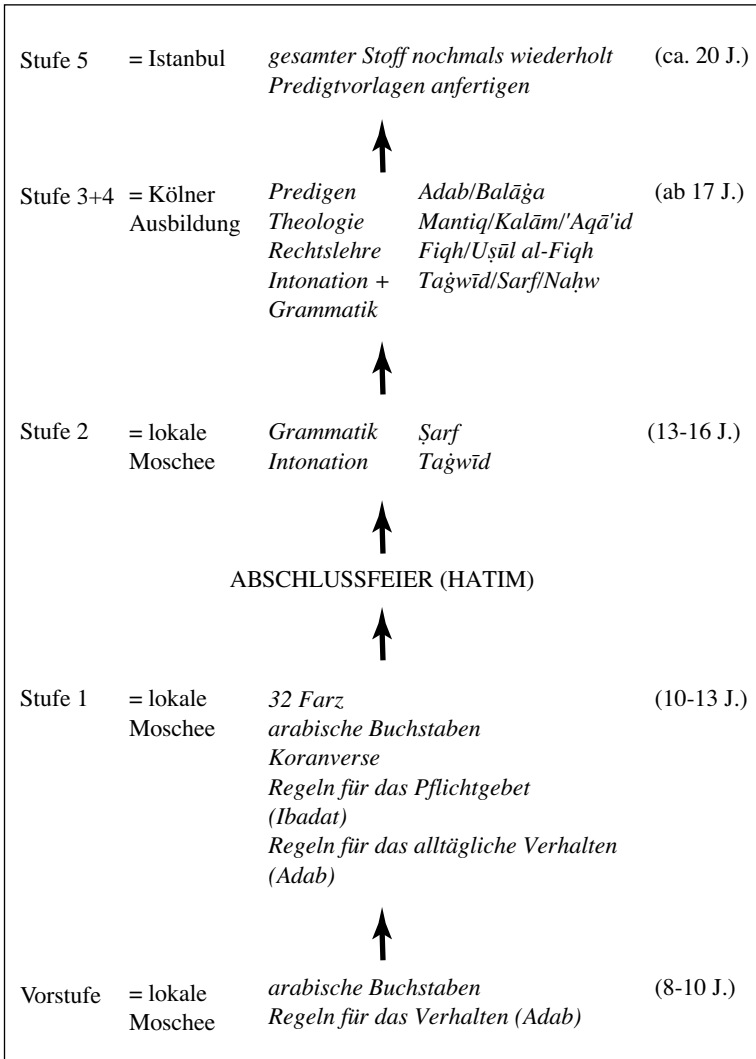 Stufe 5 = Istanbul gesamter Stoff nochmals wiederholt (ca. 20 J.)
Predigtvorlagen anfertigen
Stufe 3+4 = Kölner Predigen Adab/Balāġa (ab 17 J.)
Ausbildung Theologie Mantiq/Kalām/'Aqā'id
Rechtslehre Fiqh/Uṣūl al-Fiqh
Intonation + Taġwīd/Sarf/Naḥw
Grammatik
Stufe 2 = lokale Grammatik Ṣarf (13-16 J.)
Moschee Intonation Taġwīd
ABSCHLUSSFEIER (HATIM)
Stufe 1 = lokale 32 Farz (10-13 J.)
Moschee arabische Buchstaben
Koranverse
Regeln für das Pflichtgebet
(Ibadat)
Regeln für das alltägliche Verhalten
(Adab)
Vorstufe = lokale arabische Buchstaben (8-10 J.)
Moschee Regeln für das Verhalten (Adab)